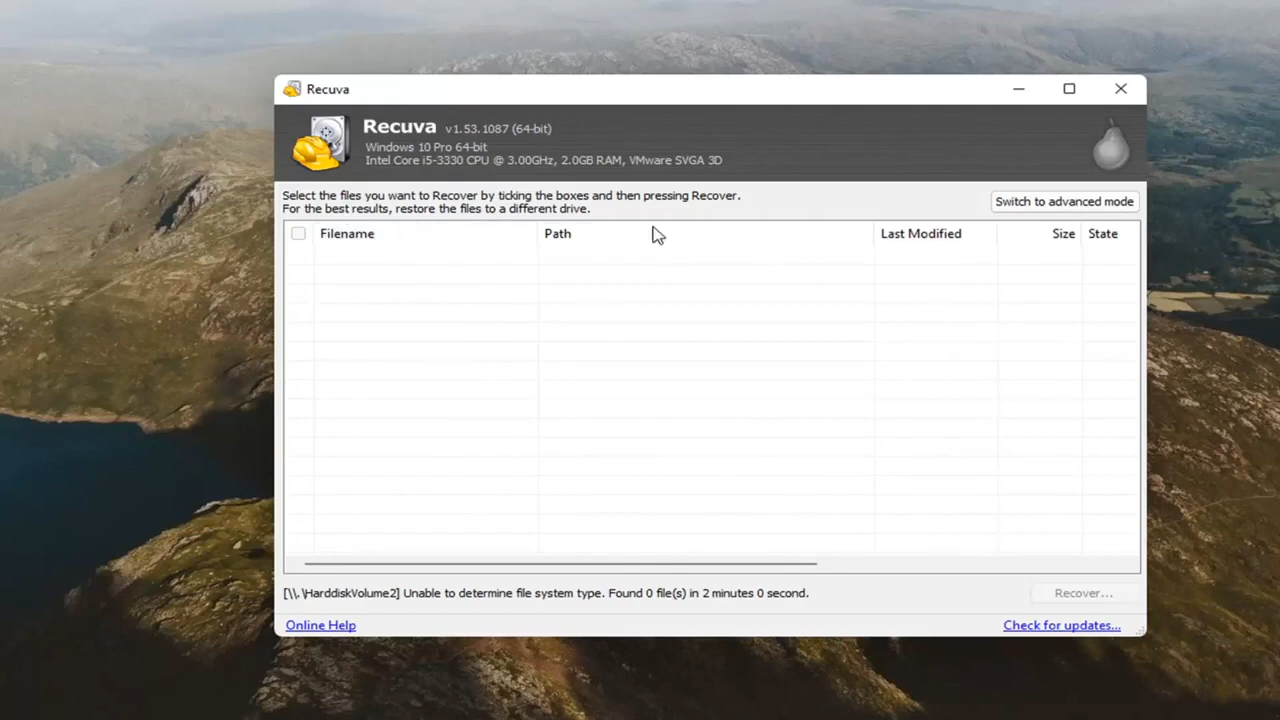 Recuva
Recuva v1.53.1087 (64-bit)
Windows 10 Pro 64-bit
Intel Core i5-3330 CPU @ 3.00GHz, 2.0GB RAM, VMware SVGA 3D
Select the files you want to Recover by ticking the boxes and then pressing Recover.
For the best results, restore the files to a different drive.
Switch to advanced mode
Filename Path Last Modified Size State
[\\.\HarddiskVolume2] Unable to determine file system type. Found 0 file(s) in 2 minutes 0 second.
Recover...
Online Help
Check for updates...